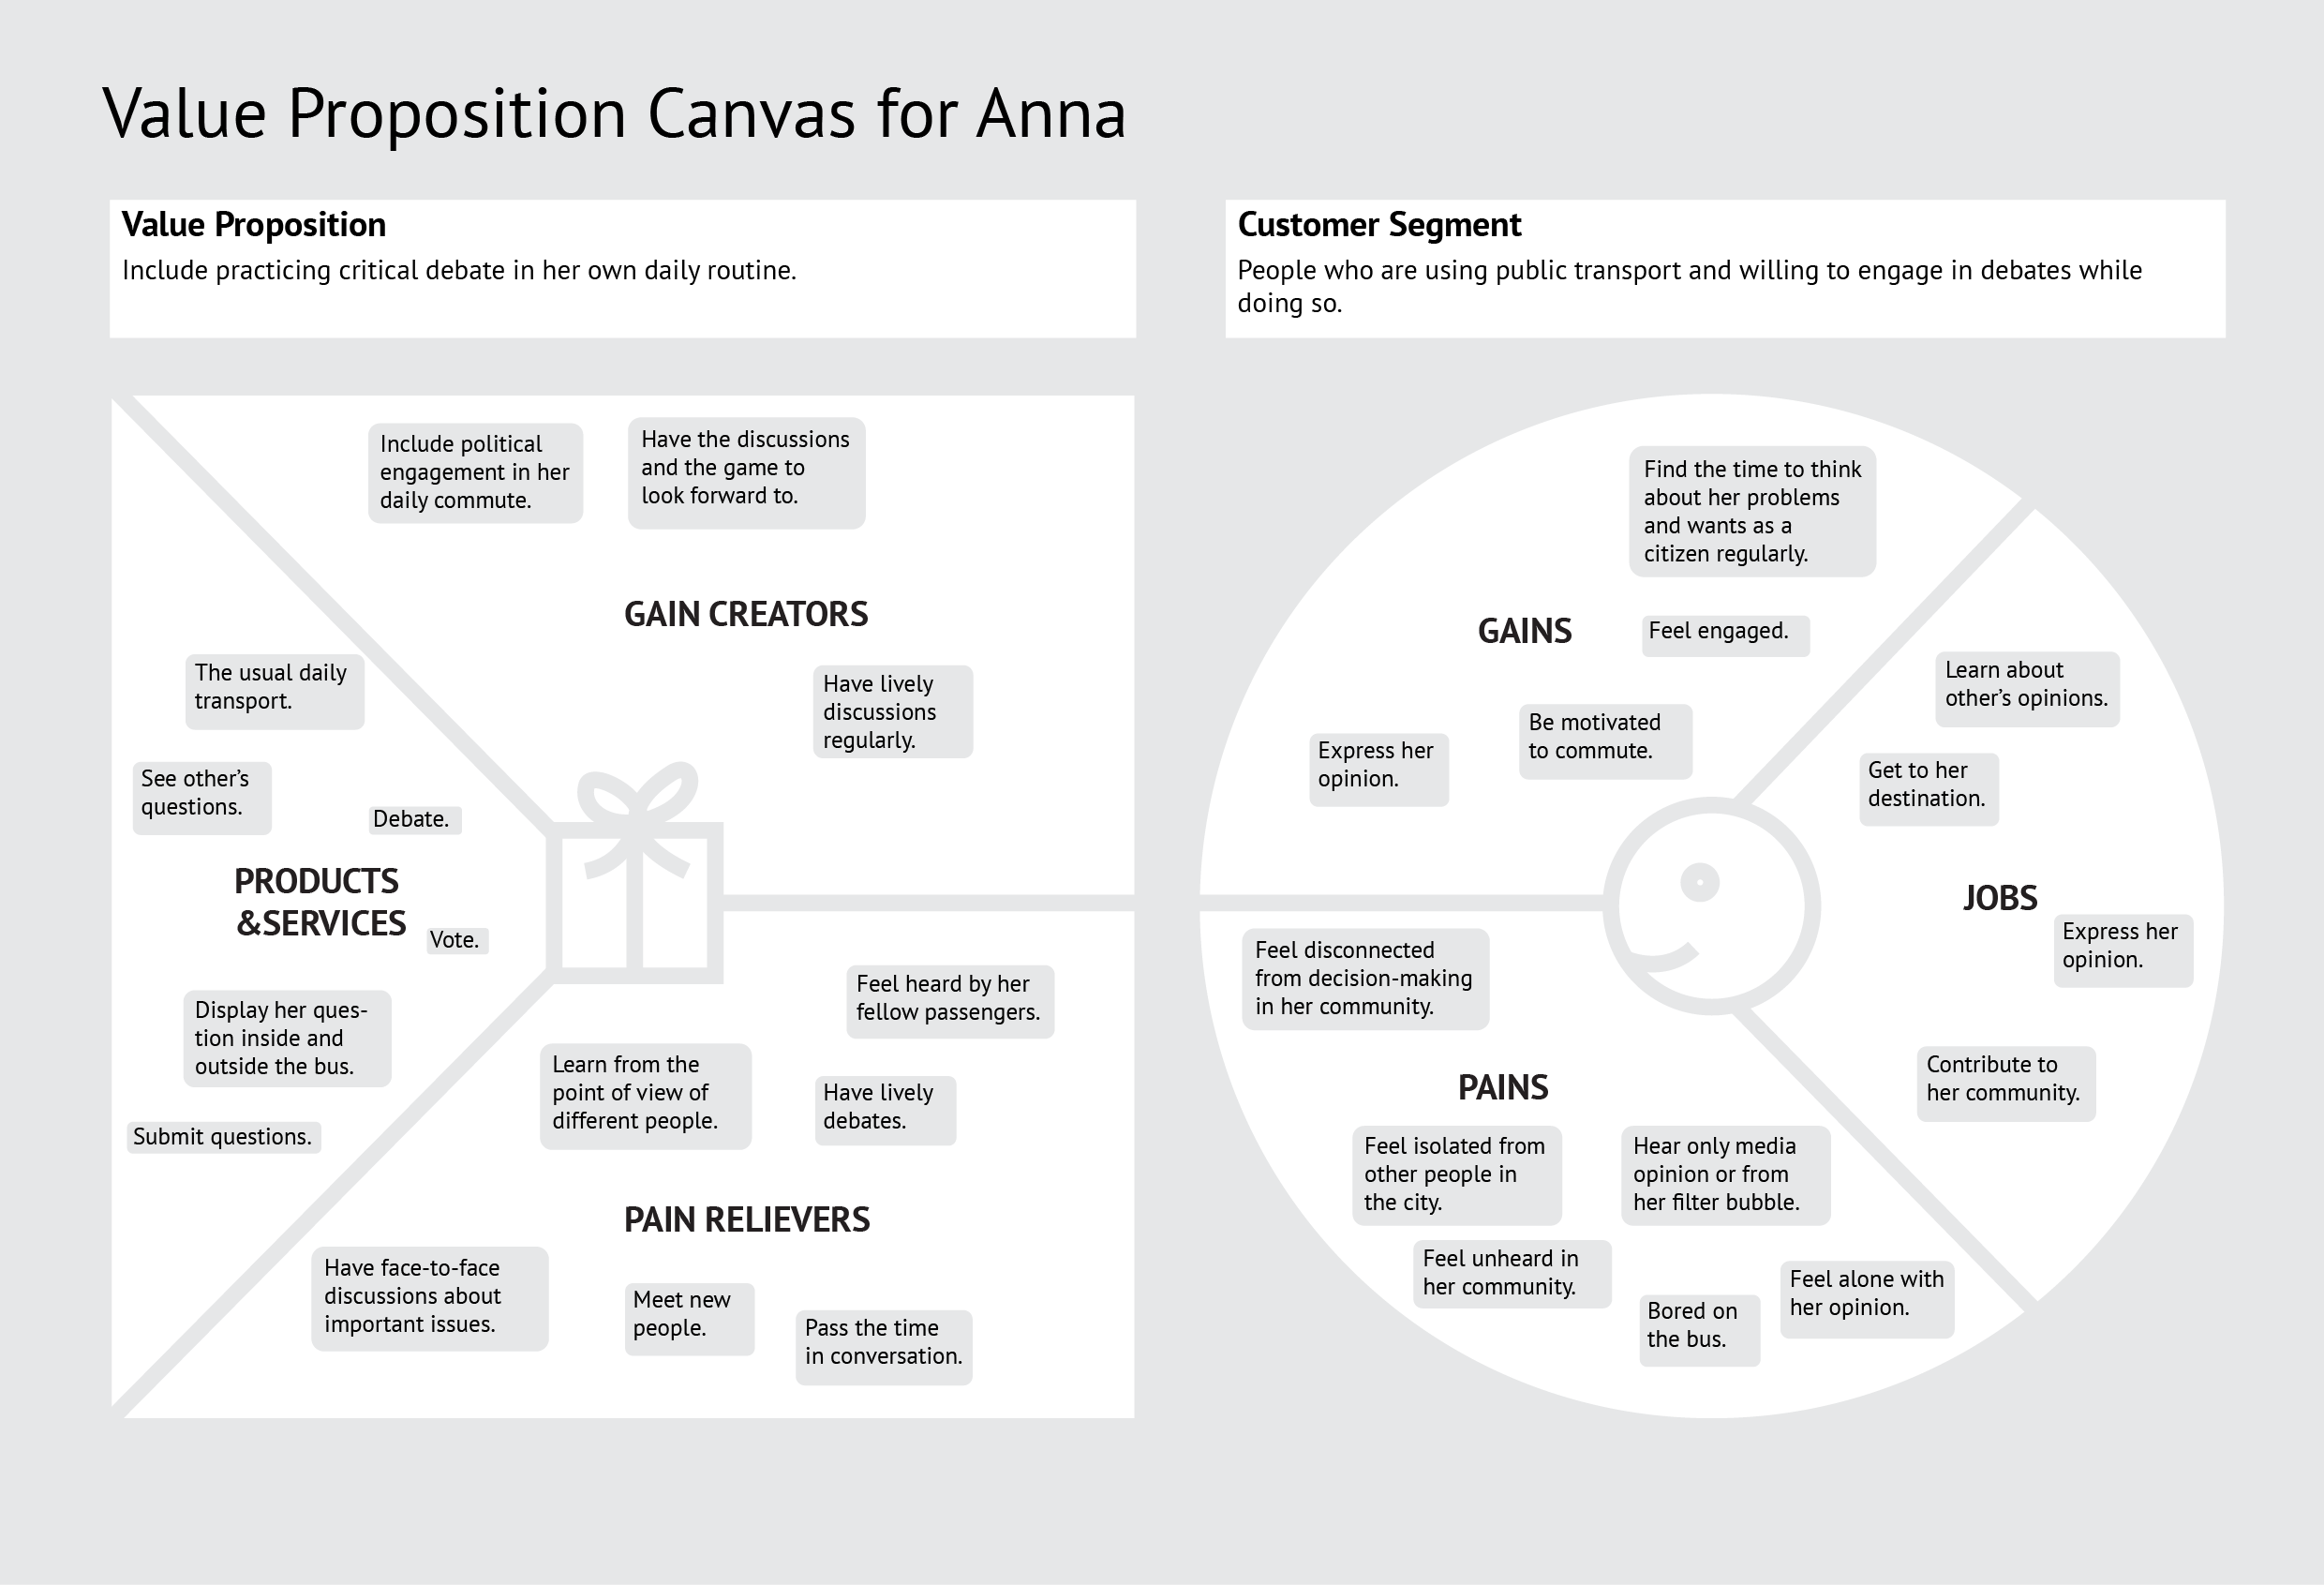 Value Proposition Canvas for Anna
Value Proposition
Include practicing critical debate in her own daily routine.
Customer Segment
People who are using public transport and willing to engage in debates while
doing so.
Include political
engagement in her
daily commute.
Have the discussions
and the game to
look forward to.
GAIN CREATORS
Have lively
discussions
regularly.
The usual daily
transport.
See other’s
questions.
Debate.
PRODUCTS
&SERVICES
Vote.
Display her ques-
tion inside and
outside the bus.
Submit questions.
Feel heard by her
fellow passengers.
Learn from the
point of view of
different people.
Have lively
debates.
PAIN RELIEVERS
Have face-to-face
discussions about
important issues.
Meet new
people.
Pass the time
in conversation.
Find the time to think
about her problems
and wants as a
citizen regularly.
GAINS
Feel engaged.
Be motivated
to commute.
Express her
opinion.
Learn about
other’s opinions.
Get to her
destination.
JOBS
Express her
opinion.
Contribute to
her community.
Feel disconnected
from decision-making
in her community.
PAINS
Feel isolated from
other people in
the city.
Hear only media
opinion or from
her filter bubble.
Feel unheard in
her community.
Bored on
the bus.
Feel alone with
her opinion.